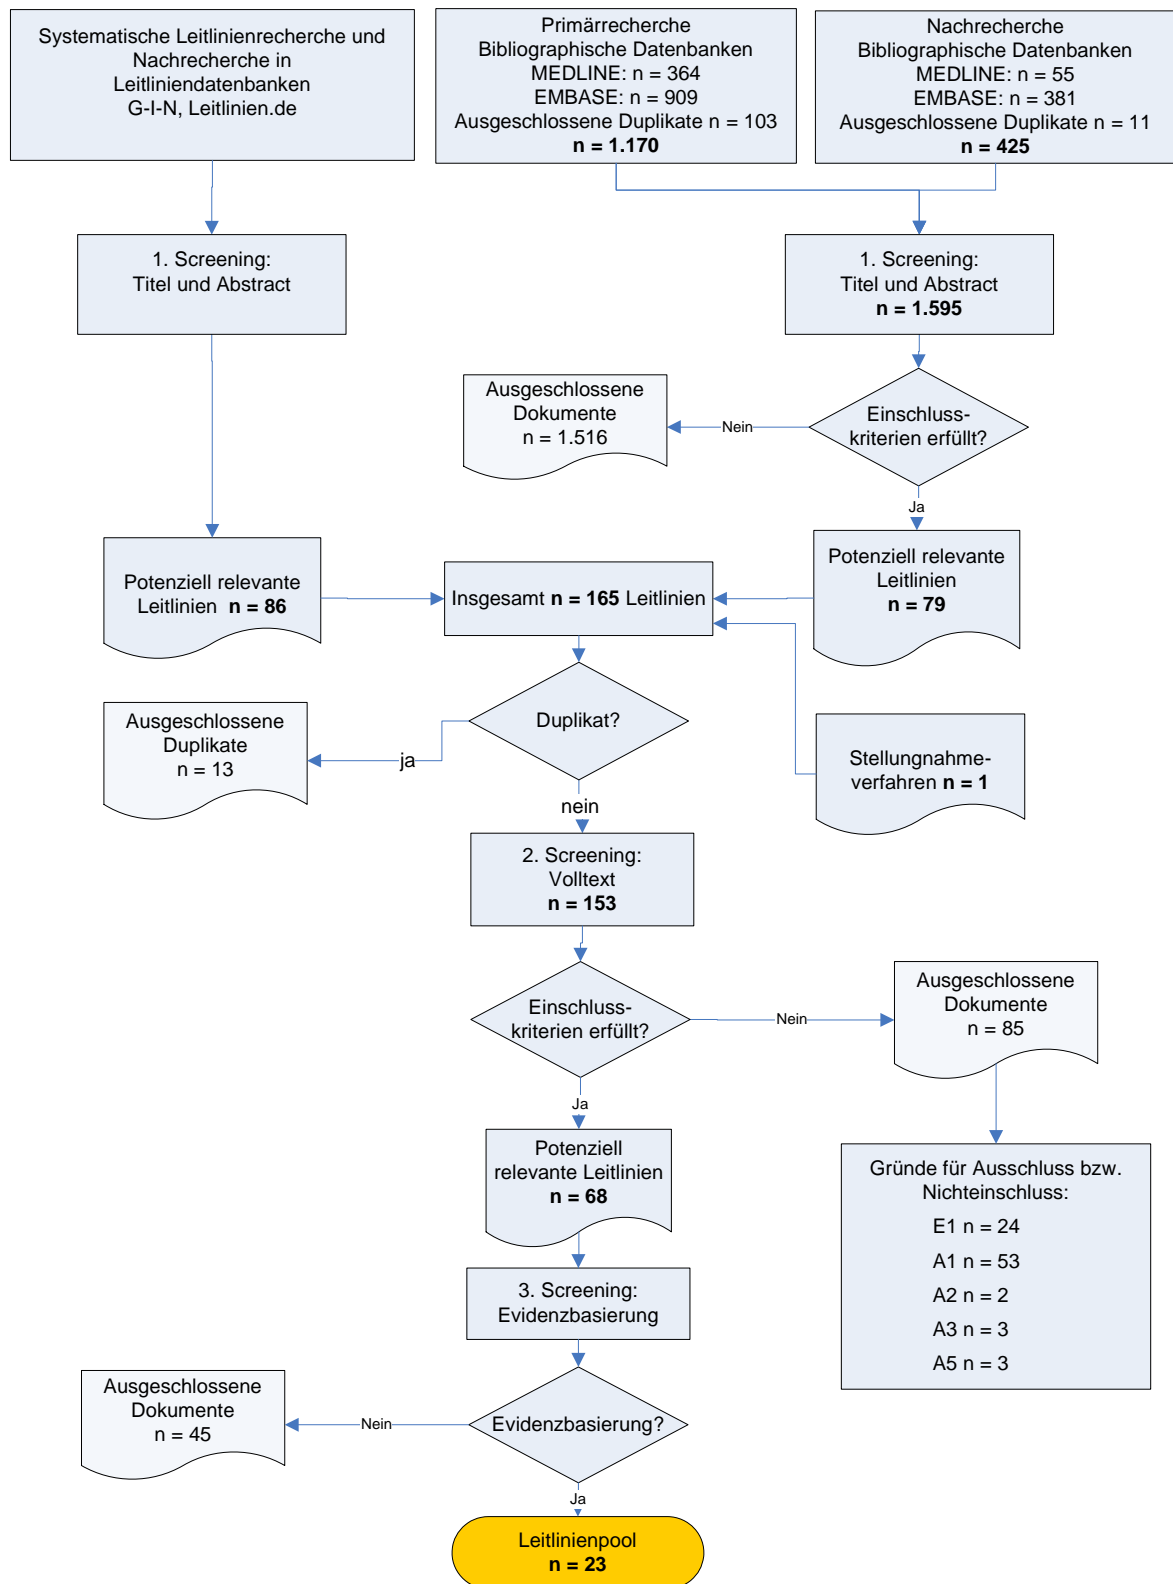 Systematische Leitlinienrecherche und
Nachrecherche in
Leitliniendatenbanken
G-I-N, Leitlinien.de
Primärrecherche
Bibliographische Datenbanken
MEDLINE: n = 364
EMBASE: n = 909
Ausgeschlossene Duplikate n = 103
n = 1.170
Nachrecherche
Bibliographische Datenbanken
MEDLINE: n = 55
EMBASE: n = 381
Ausgeschlossene Duplikate n = 11
n = 425
1. Screening:
Titel und Abstract
1. Screening:
Titel und Abstract
n = 1.595
Ausgeschlossene
Dokumente
n = 1.516
Nein
Einschluss-
kriterien erfüllt?
Ja
Potenziell relevante
Leitlinien n = 86
Insgesamt n = 165 Leitlinien
Potenziell relevante
Leitlinien
n = 79
Ausgeschlossene
Duplikate
n = 13
ja
Duplikat?
Stellungnahme-
verfahren n = 1
nein
2. Screening:
Volltext
n = 153
Einschluss-
kriterien erfüllt?
Nein
Ausgeschlossene
Dokumente
n = 85
Ja
Potenziell
relevante Leitlinien
n = 68
Gründe für Ausschluss bzw.
Nichteinschluss:
E1 n = 24
A1 n = 53
A2 n = 2
A3 n = 3
A5 n = 3
3. Screening:
Evidenzbasierung
Ausgeschlossene
Dokumente
n = 45
Nein
Evidenzbasierung?
Ja
Leitlinienpool
n = 23